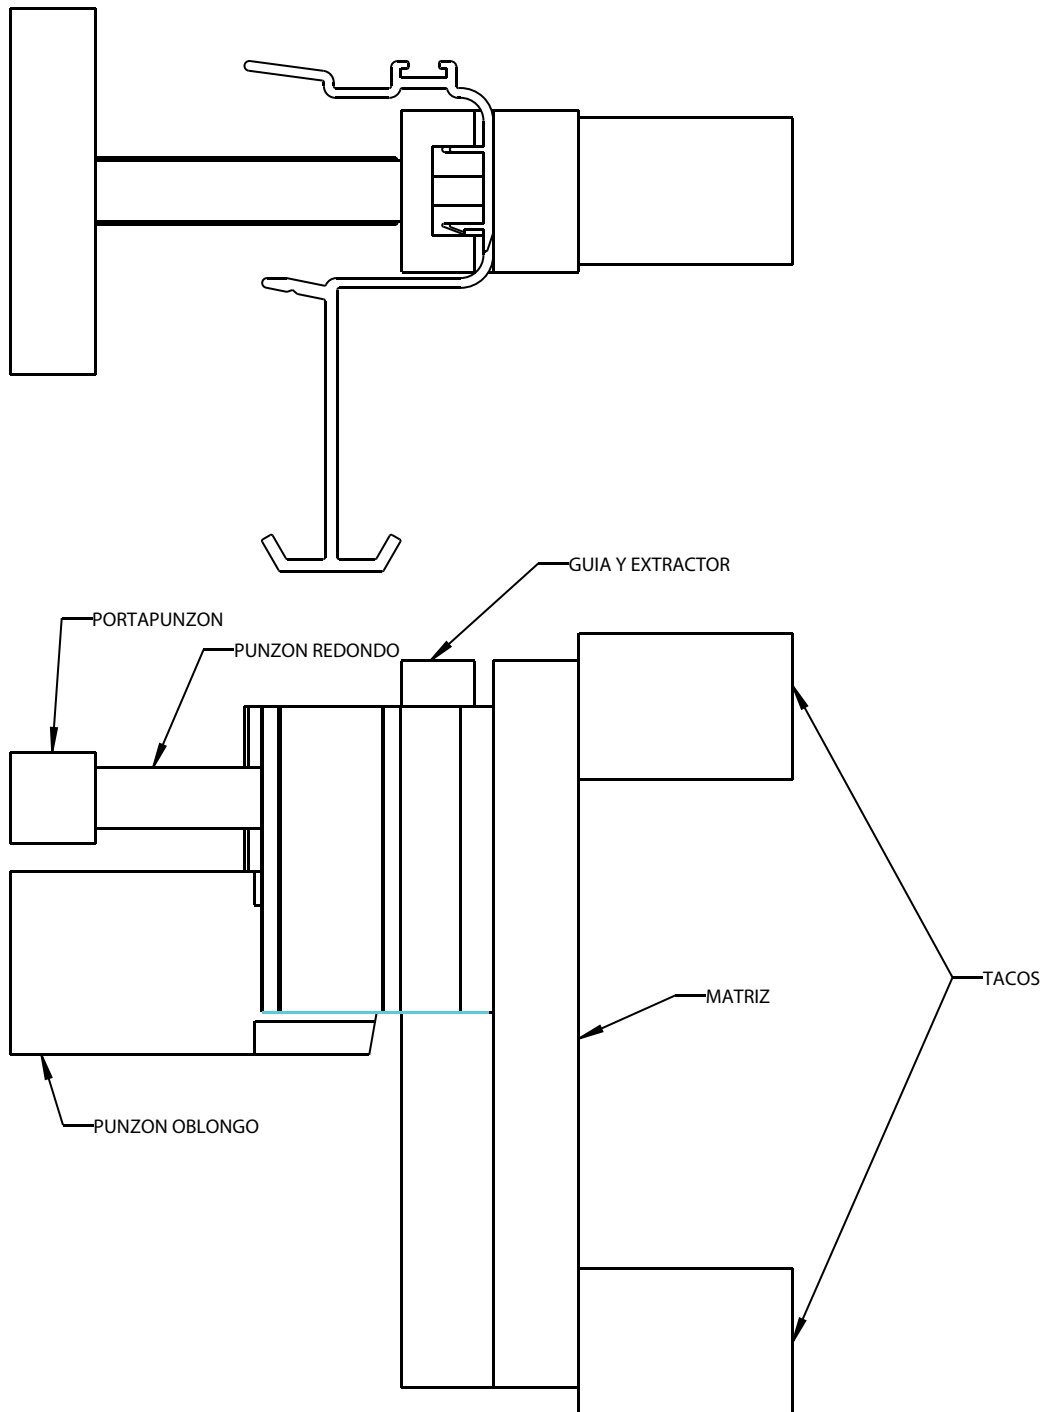 GUIA Y EXTRACTOR
PORTAPUNZON
PUNZON REDONDO
TACOS
MATRIZ
PUNZON OBLONGO